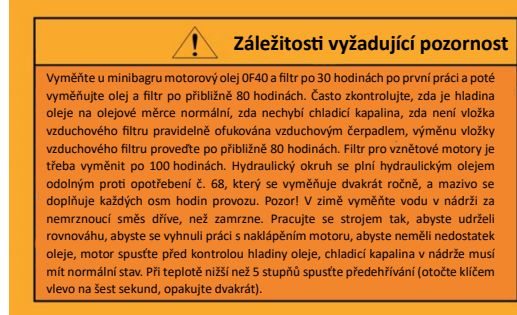 Záležitosti vyžadující pozornost
Vyměňte u minibagru motorový olej 0F40 a filtr po 30 hodinách po první práci a poté
vyměňujte olej a filtr po přibližně 80 hodinách. Často zkontrolujte, zda je hladina
oleje na olejové měrce normální, zda nechybí chladicí kapalina, zda není vložka
vzduchového filtru pravidelně ofukována vzduchovým čerpadlem, výměnu vložky
vzduchového filtru proveďte po přibližně 80 hodinách. Filtr pro vznětové motory je
třeba vyměnit po 100 hodinách. Hydraulický okruh se plní hydraulickým olejem
odolným proti opotřebení č. 68, který se vyměňuje dvakrát ročně, a mazivo se
doplňuje každých osm hodin provozu. Pozor! V zimě vyměňte vodu v nádrži za
nemrznoucí směs dříve, než zamrzne. Pracujte se strojem tak, abyste udrželi
rovnováhu, abyste se vyhnuli práci s naklápěním motoru, abyste neměli nedostatek
oleje, motor spusťte před kontrolou hladiny oleje, chladicí kapalina v nádrže musí
mít normální stav. Při teplotě nižší než 5 stupňů spusťte předehřívání (otočte klíčem
vlevo na šest sekund, opakujte dvakrát).